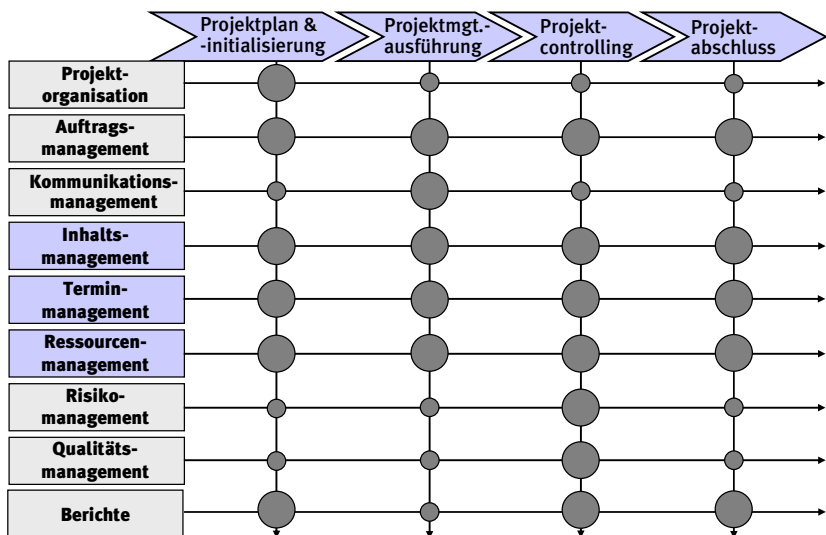 Projektplan &
-initialisierung
Projektmgt.-
ausführung
Projekt-
controlling
Projekt-
abschluss
Projekt-
organisation
Auftrags-
management
Kommunikations-
management
Inhalts-
management
Termin-
management
Ressourcen-
management
Risiko-
management
Qualitäts-
management
Berichte